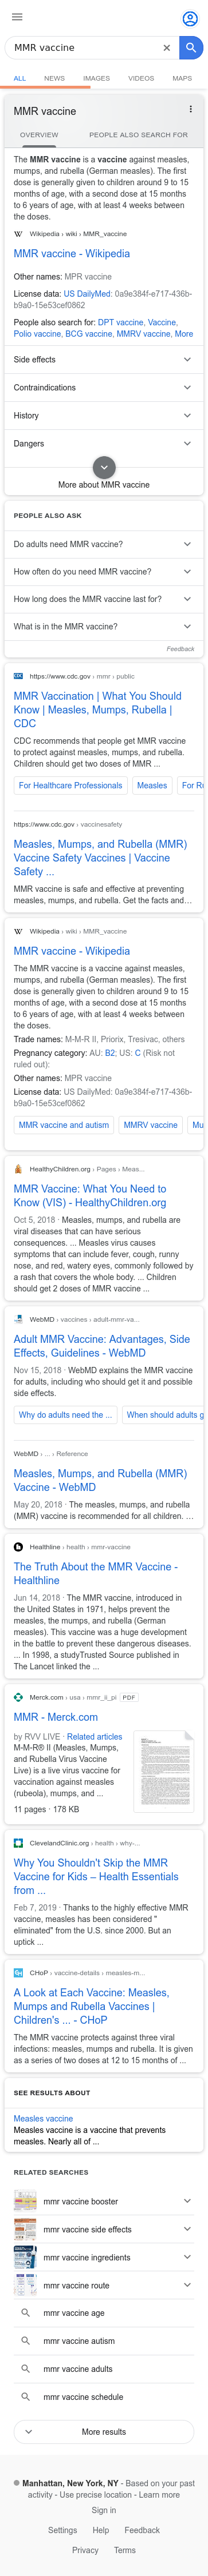 MMR vaccine
ALL NEWS IMAGES VIDEOS MAPS
MMR vaccine
OVERVIEW PEOPLE ALSO SEARCH FOR
The MMR vaccine is a vaccine against measles,
mumps, and rubella (German measles). The first
dose is generally given to children around 9 to 15
months of age, with a second dose at 15 months
to 6 years of age, with at least 4 weeks between
the doses.
Wikipedia › wiki › MMR_vaccine
MMR vaccine - Wikipedia
Other names: MPR vaccine
License data: US DailyMed: 0a9e384f-e717-436b-
b9a0-15e53cef0862
People also search for: DPT vaccine, Vaccine,
Polio vaccine, BCG vaccine, MMRV vaccine, More
Side effects
Contraindications
History
Dangers
More about MMR vaccine
PEOPLE ALSO ASK
Do adults need MMR vaccine?
How often do you need MMR vaccine?
How long does the MMR vaccine last for?
What is in the MMR vaccine?
Feedback
https://www.cdc.gov › mmr › public
MMR Vaccination | What You Should
Know | Measles, Mumps, Rubella |
CDC
CDC recommends that people get MMR vaccine
to protect against measles, mumps, and rubella.
Children should get two doses of MMR ...
For Healthcare Professionals Measles For Ru
https://www.cdc.gov › vaccinesafety
Measles, Mumps, and Rubella (MMR)
Vaccine Safety Vaccines | Vaccine
Safety ...
MMR vaccine is safe and effective at preventing
measles, mumps, and rubella. Get the facts and…
Wikipedia › wiki › MMR_vaccine
MMR vaccine - Wikipedia
The MMR vaccine is a vaccine against measles,
mumps, and rubella (German measles). The first
dose is generally given to children around 9 to 15
months of age, with a second dose at 15 months
to 6 years of age, with at least 4 weeks between
the doses.
Trade names: M-M-R II, Priorix, Tresivac, others
Pregnancy category: AU: B2; US: C (Risk not
ruled out):
Other names: MPR vaccine
License data: US DailyMed: 0a9e384f-e717-436b-
b9a0-15e53cef0862
MMR vaccine and autism MMRV vaccine Mu
HealthyChildren.org › Pages › Meas...
MMR Vaccine: What You Need to
Know (VIS) - HealthyChildren.org
Oct 5, 2018 · Measles, mumps, and rubella are
viral diseases that can have serious
consequences. ... Measles virus causes
symptoms that can include fever, cough, runny
nose, and red, watery eyes, commonly followed by
a rash that covers the whole body. ... Children
should get 2 doses of MMR vaccine ...
WebMD › vaccines › adult-mmr-va...
Adult MMR Vaccine: Advantages, Side
Effects, Guidelines - WebMD
Nov 15, 2018 · WebMD explains the MMR vaccine
for adults, including who should get it and possible
side effects.
Why do adults need the ... When should adults g
WebMD › ... › Reference
Measles, Mumps, and Rubella (MMR)
Vaccine - WebMD
May 20, 2018 · The measles, mumps, and rubella
(MMR) vaccine is recommended for all children. …
Healthline › health › mmr-vaccine
The Truth About the MMR Vaccine -
Healthline
Jun 14, 2018 · The MMR vaccine, introduced in
the United States in 1971, helps prevent the
measles, mumps, and rubella (German
measles). This vaccine was a huge development
in the battle to prevent these dangerous diseases.
... In 1998, a studyTrusted Source published in
The Lancet linked the ...
Merck.com › usa › mmr_ii_pi PDF
MMR - Merck.com
by RVV LIVE · Related articles
M-M-R® II (Measles, Mumps,
and Rubella Virus Vaccine
Live) is a live virus vaccine for
vaccination against measles
(rubeola), mumps, and ...
11 pages · 178 KB
ClevelandClinic.org › health › why-...
Why You Shouldn't Skip the MMR
Vaccine for Kids – Health Essentials
from ...
Feb 7, 2019 · Thanks to the highly effective MMR
vaccine, measles has been considered "
eliminated" from the U.S. since 2000. But an
uptick ...
CHoP › vaccine-details › measles-m...
A Look at Each Vaccine: Measles,
Mumps and Rubella Vaccines |
Children's ... - CHoP
The MMR vaccine protects against three viral
infections: measles, mumps, and rubella. It is given
as a series of two doses at 12 to 15 months of ...
SEE RESULTS ABOUT
Measles vaccine
Measles vaccine is a vaccine that prevents
measles. Nearly all of ...
RELATED SEARCHES
mmr vaccine booster
mmr vaccine side effects
mmr vaccine ingredients
mmr vaccine route
mmr vaccine age
mmr vaccine autism
mmr vaccine adults
mmr vaccine schedule
More results
Manhattan, New York, NY - Based on your past
activity - Use precise location - Learn more
Sign in
Settings Help Feedback
Privacy Terms